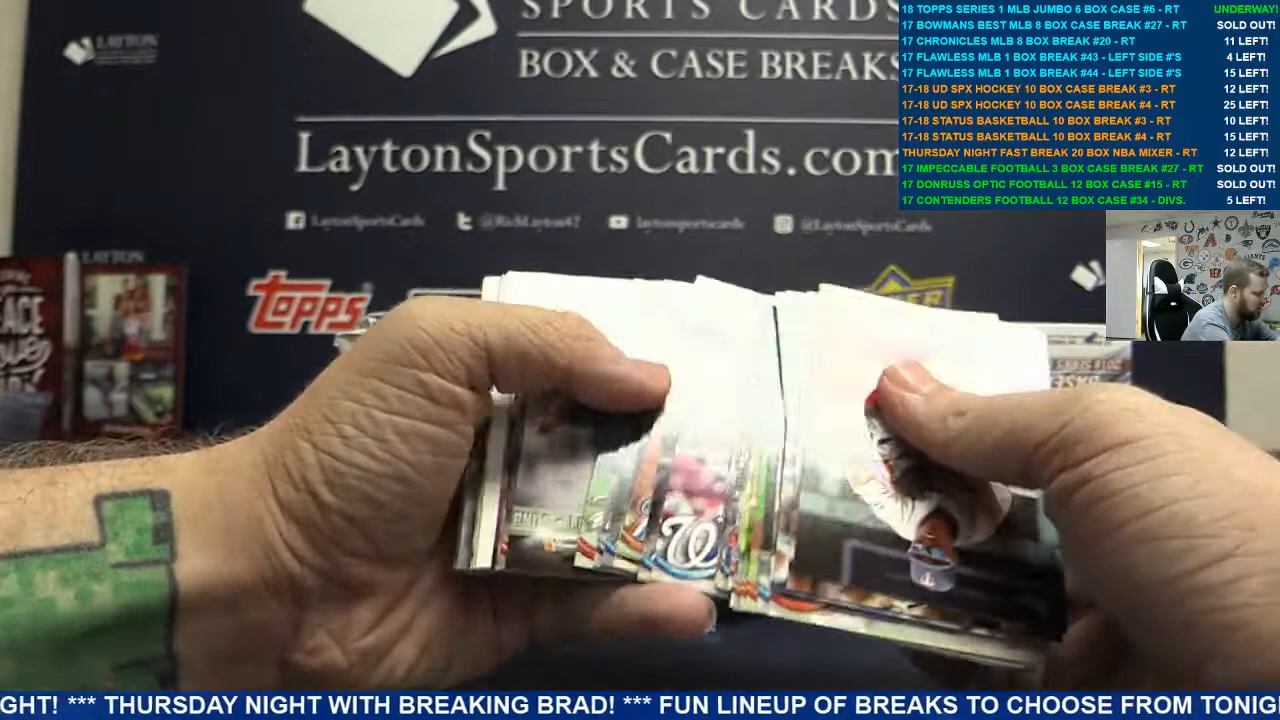 SPORTS CARDS
BOX & CASE BREAKS
LaytonSportsCards.com
LaytonSportsCards
@RichLayton47
laytonsportscards
@LaytonSportsCards
LAYTON
LAYTON
TOPPS
W
18 TOPPS SERIES 1 MLB JUMBO 6 BOX CASE #6 - RT UNDERWAY!
17 BOWMANS BEST MLB 8 BOX CASE BREAK #27 - RT SOLD OUT!
17 CHRONICLES MLB 8 BOX BREAK #20 - RT 11 LEFT!
17 FLAWLESS MLB 1 BOX BREAK #43 - LEFT SIDE #'S 4 LEFT!
17 FLAWLESS MLB 1 BOX BREAK #44 - LEFT SIDE #'S 15 LEFT!
17-18 UD SPX HOCKEY 10 BOX CASE BREAK #3 - RT 12 LEFT!
17-18 UD SPX HOCKEY 10 BOX CASE BREAK #4 - RT 25 LEFT!
17-18 STATUS BASKETBALL 10 BOX BREAK #3 - RT 10 LEFT!
17-18 STATUS BASKETBALL 10 BOX BREAK #4 - RT 15 LEFT!
THURSDAY NIGHT FAST BREAK 20 BOX NBA MIXER - RT 12 LEFT!
17 IMPECCABLE FOOTBALL 3 BOX CASE BREAK #27 - RT SOLD OUT!
17 DONRUSS OPTIC FOOTBALL 12 BOX CASE #15 - RT SOLD OUT!
17 CONTENDERS FOOTBALL 12 BOX CASE #34 - DIVS. 5 LEFT!
GHT! *** THURSDAY NIGHT WITH BREAKING BRAD! *** FUN LINEUP OF BREAKS TO CHOOSE FROM TONIG